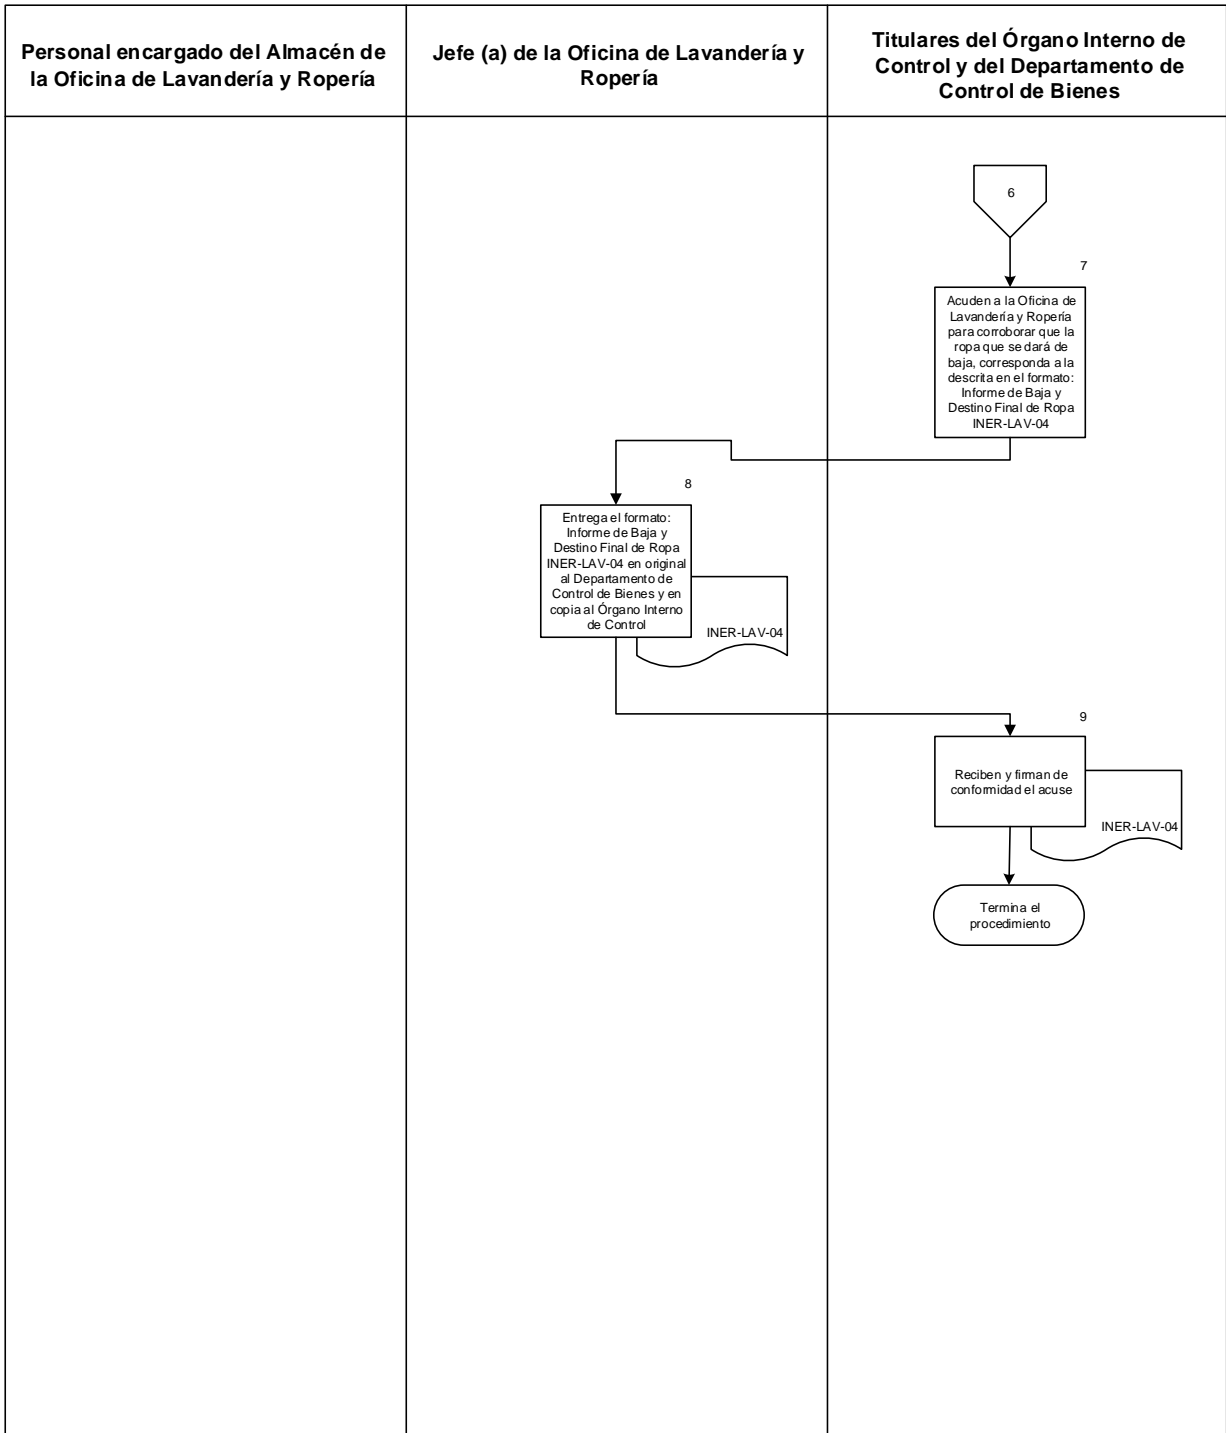 Personal encargado del Almacén de
la Oficina de Lavandería y Ropería
Jefe (a) de la Oficina de Lavandería y
Ropería
Titulares del Órgano Interno de
Control y del Departamento de
Control de Bienes
6
7
Acuden a la Oficina de
Lavandería y Ropería
para corroborar que la
ropa que se dará de
baja, corresponda a la
descrita en el formato:
Informe de Baja y
Destino Final de Ropa
INER-LAV-04
8
Entrega el formato:
Informe de Baja y
Destino Final de Ropa
INER-LAV-04 en original
al Departamento de
Control de Bienes y en
copia al Órgano Interno
de Control
INER-LAV-04
9
Reciben y firman de
conformidad el acuse
INER-LAV-04
Termina el
procedimiento